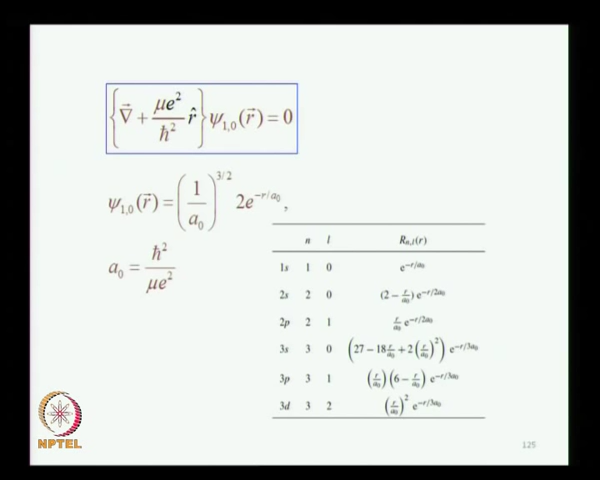 {∇⃗ + μe²/ħ² r̂} ψ₁,₀(r⃗) = 0
ψ₁,₀(r⃗) = (1/a₀)^3/2 2e^−r/a₀,
a₀ = ħ²/μe²
n l Rₙ,ₗ(r)
1s 1 0 e^−r/a₀
2s 2 0 (2 − r/a₀) e^−r/2a₀
2p 2 1 r/a₀ e^−r/2a₀
3s 3 0 (27 − 18 r/a₀ + 2(r/a₀)²) e^−r/3a₀
3p 3 1 (r/a₀)(6 − r/a₀) e^−r/3a₀
3d 3 2 (r/a₀)² e^−r/3a₀
NPTEL
125